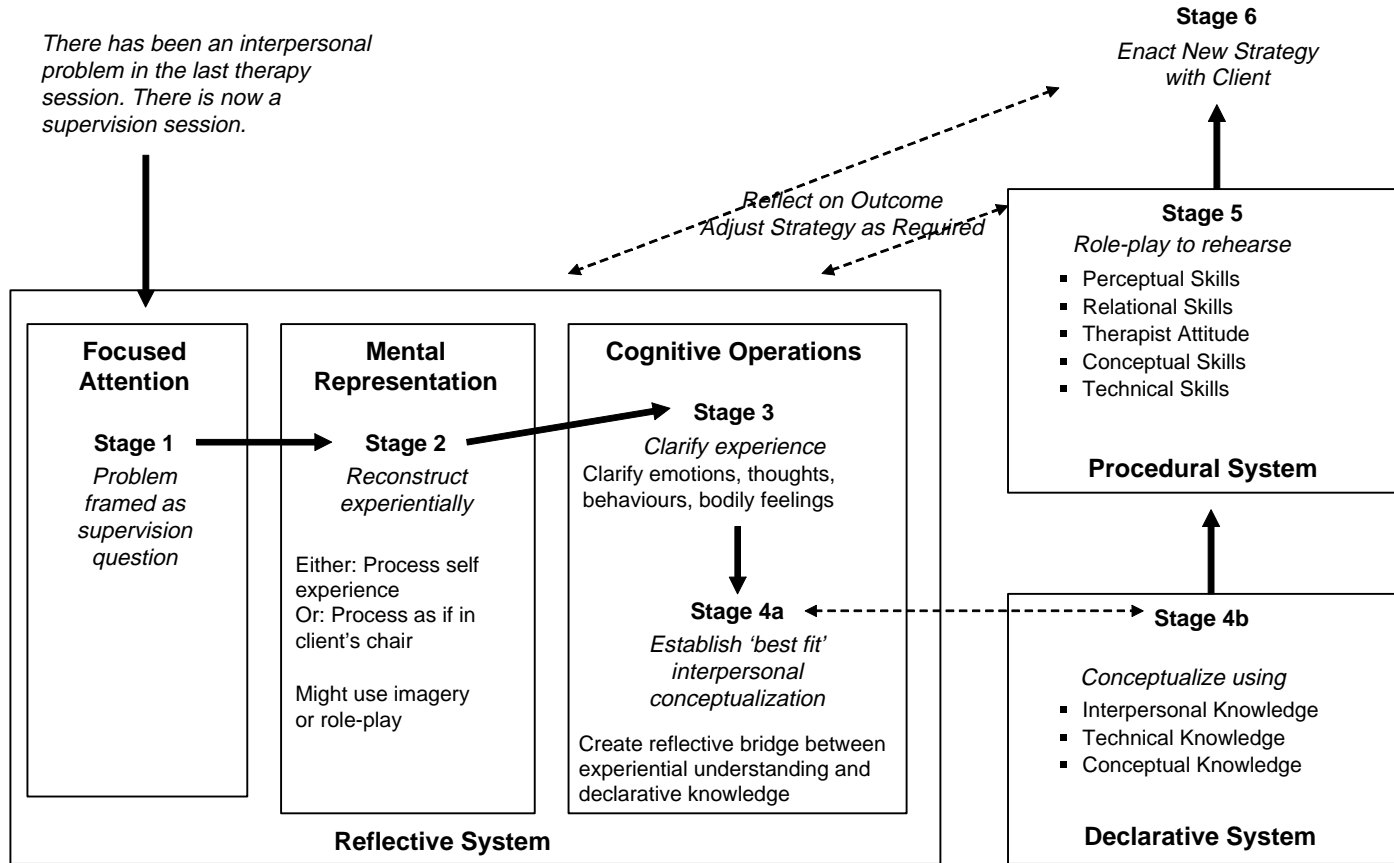 There has been an interpersonal
problem in the last therapy
session. There is now a
supervision session.
Stage 6
Enact New Strategy
with Client
Reflect on Outcome
Adjust Strategy as Required
Focused
Attention
Stage 1
Problem
framed as
supervision
question
Mental
Representation
Stage 2
Reconstruct
experientially
Either: Process self
experience
Or: Process as if in
client’s chair
Might use imagery
or role-play
Cognitive Operations
Stage 3
Clarify experience
Clarify emotions, thoughts,
behaviours, bodily feelings
Stage 4a
Establish ‘best fit’
interpersonal
conceptualization
Create reflective bridge between
experiential understanding and
declarative knowledge
Reflective System
Stage 5
Role-play to rehearse
▪ Perceptual Skills
▪ Relational Skills
▪ Therapist Attitude
▪ Conceptual Skills
▪ Technical Skills
Procedural System
Stage 4b
Conceptualize using
▪ Interpersonal Knowledge
▪ Technical Knowledge
▪ Conceptual Knowledge
Declarative System